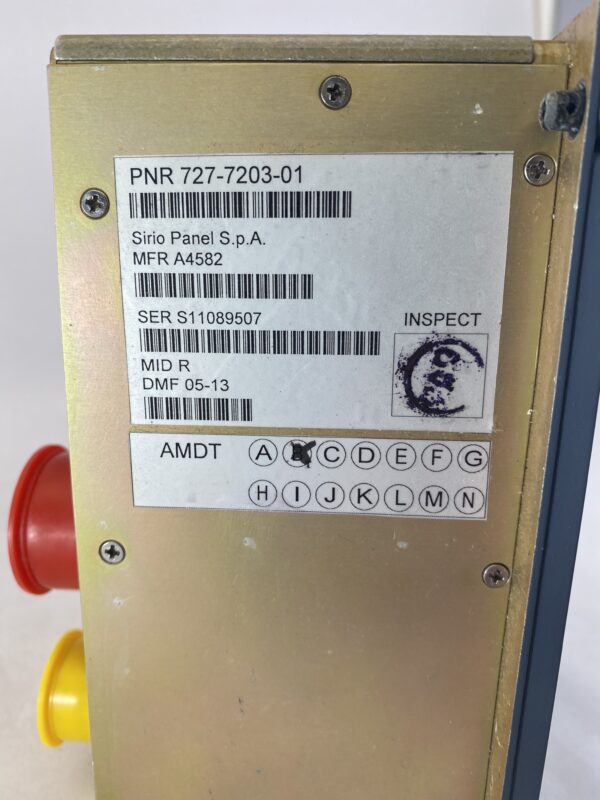 PNR 727-7203-01
Sirio Panel S.p.A.
MFR A4582
SER S11089507
INSPECT
MID R
DMF 05-13
AMDT A B C D E F G
H I J K L M N